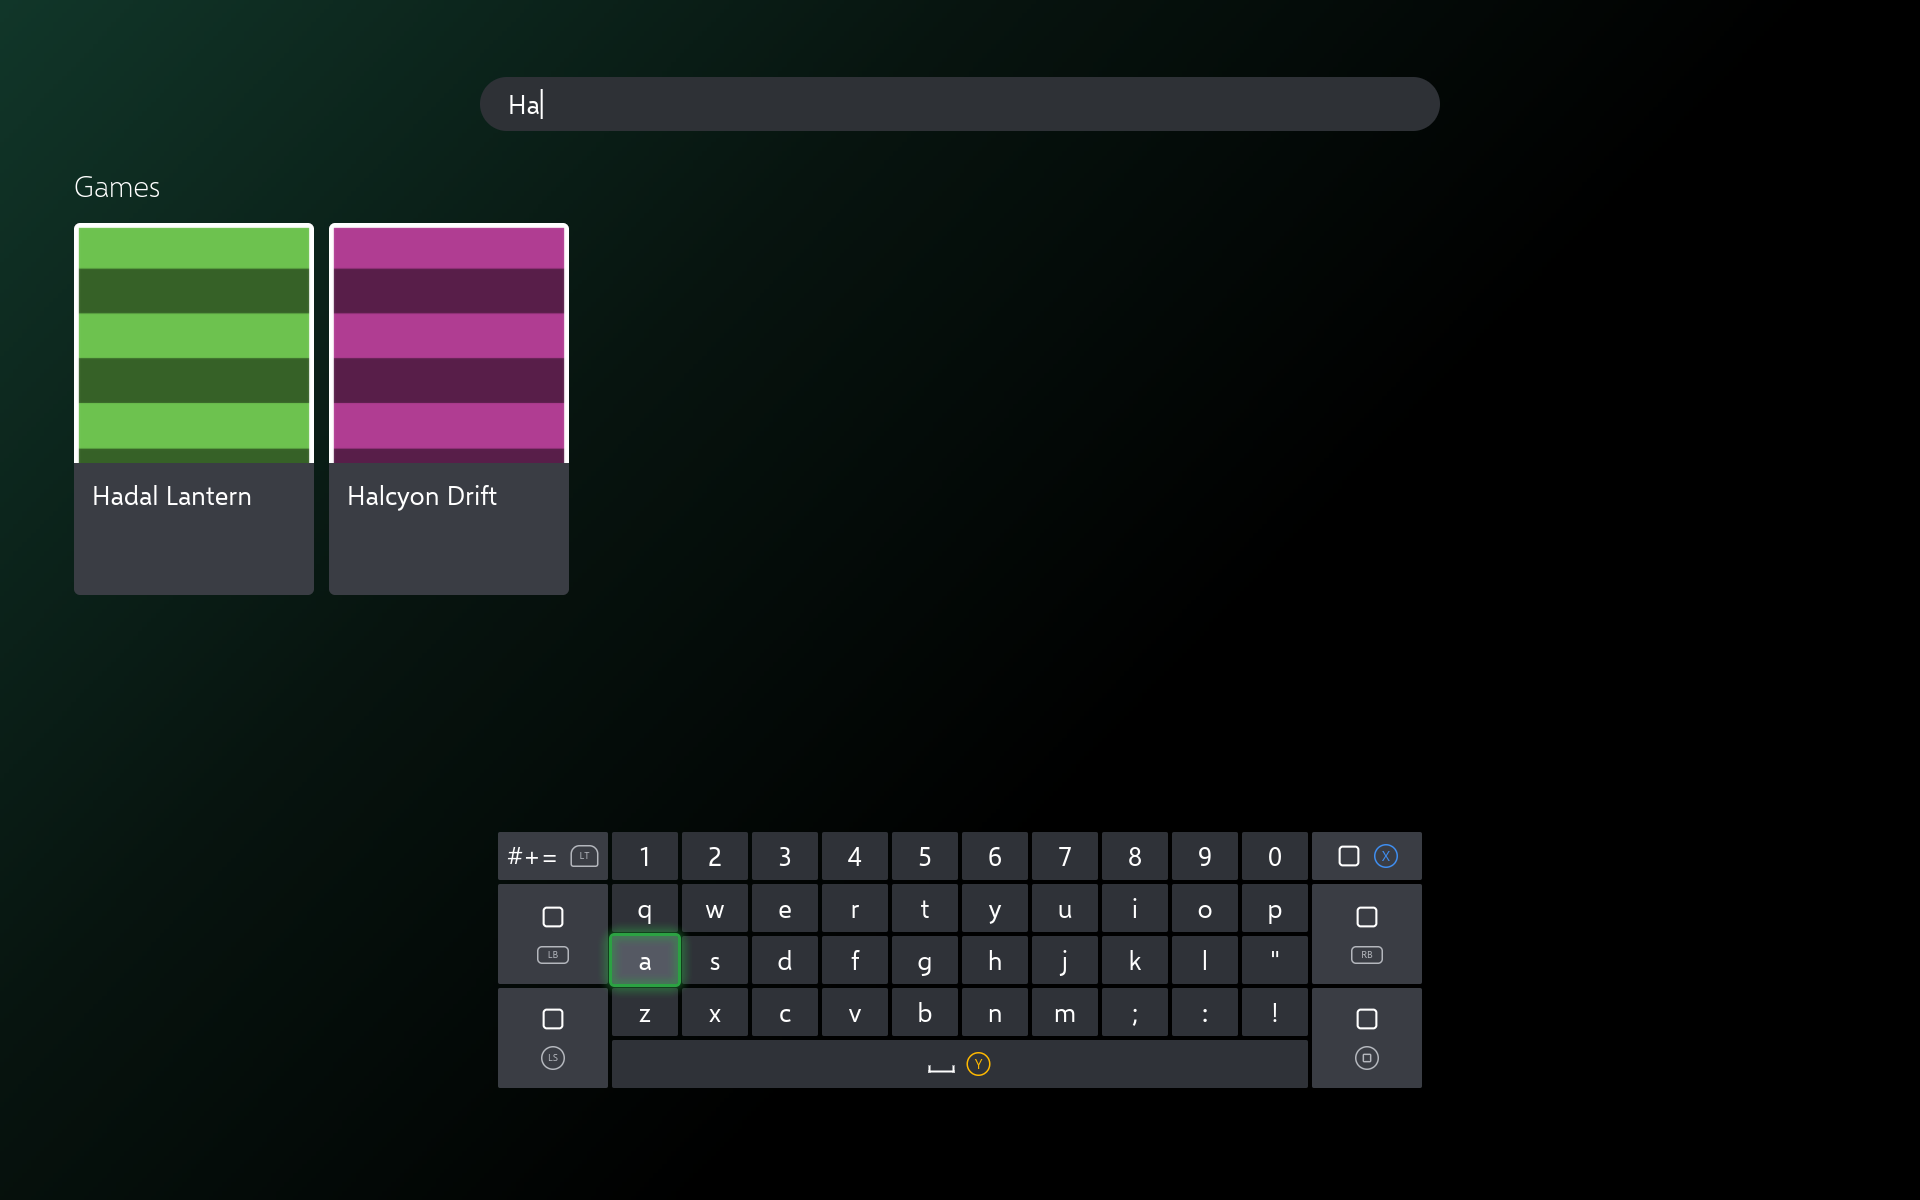 Ha
Games
Hadal Lantern
Halcyon Drift
#+= LT 1 2 3 4 5 6 7 8 9 0 X
q w e r t y u i o p
LB a s d f g h j k l " RB
z x c v b n m ; : !
LS Y